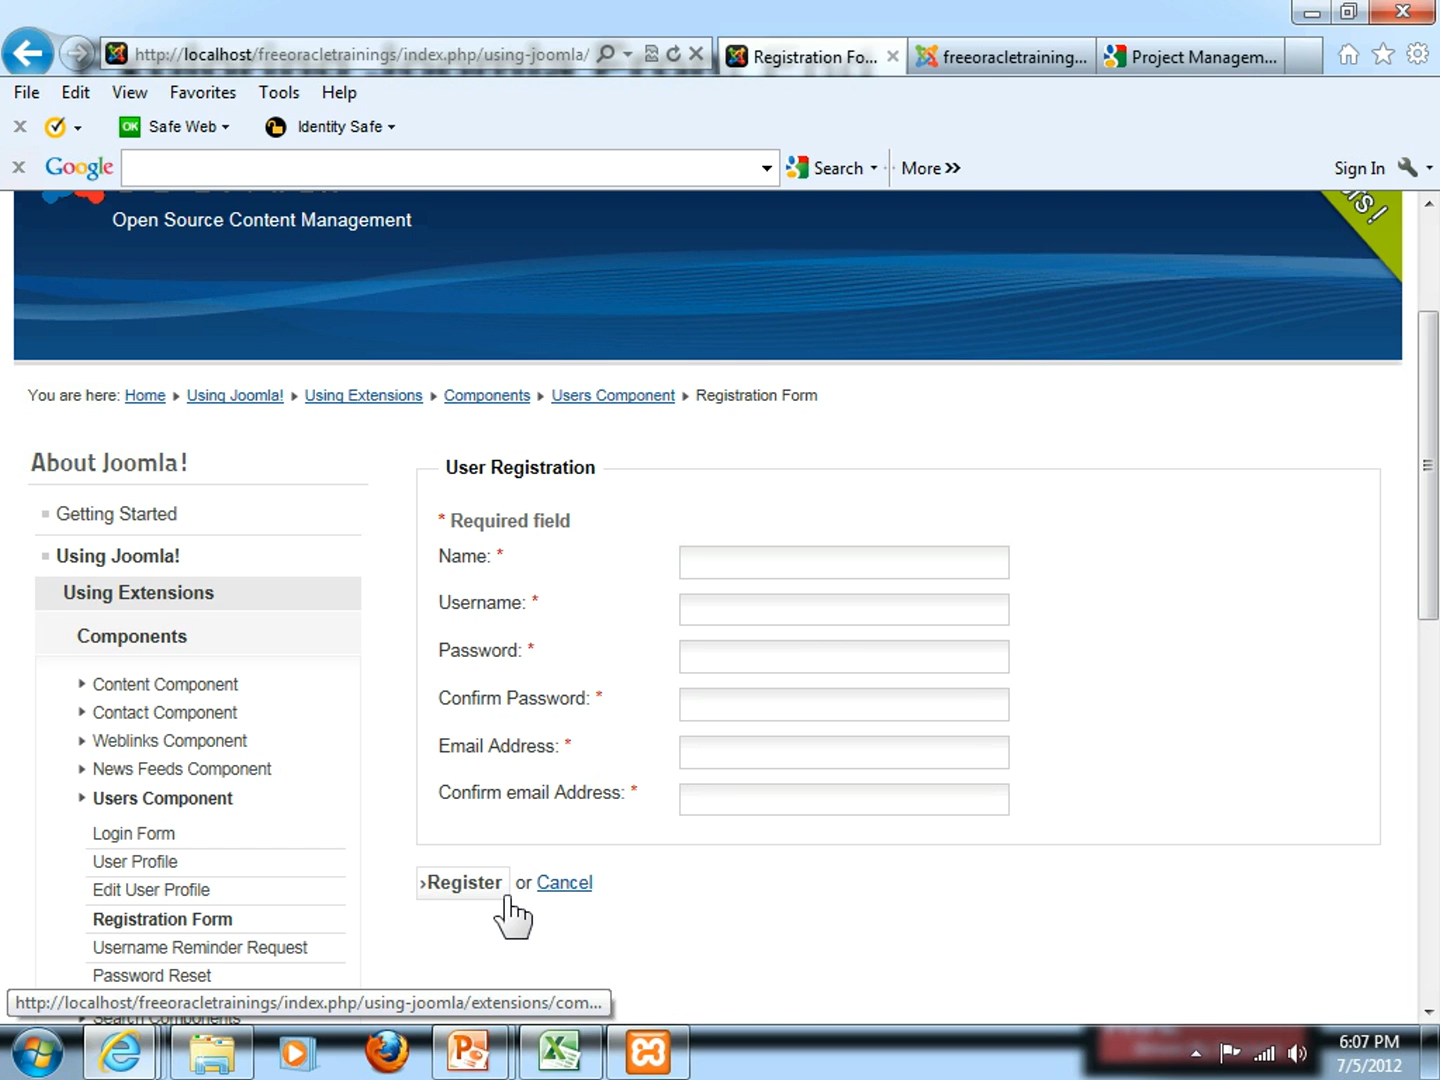 http://localhost/freeoracletrainings/index.php/using-joomla/
Registration Fo...
freeoracletraining...
Project Managem...
File Edit View Favorites Tools Help
OK Safe Web Identity Safe
Google Search More Sign In
Open Source Content Management
You are here: Home Using Joomla! Using Extensions Components Users Component Registration Form
About Joomla!
Getting Started
Using Joomla!
Using Extensions
Components
Content Component
Contact Component
Weblinks Component
News Feeds Component
Users Component
Login Form
User Profile
Edit User Profile
Registration Form
Username Reminder Request
Password Reset
Search Components
User Registration
* Required field
Name: *
Username: *
Password: *
Confirm Password: *
Email Address: *
Confirm email Address: *
›Register or Cancel
http://localhost/freeoracletrainings/index.php/using-joomla/extensions/com...
6:07 PM
7/5/2012